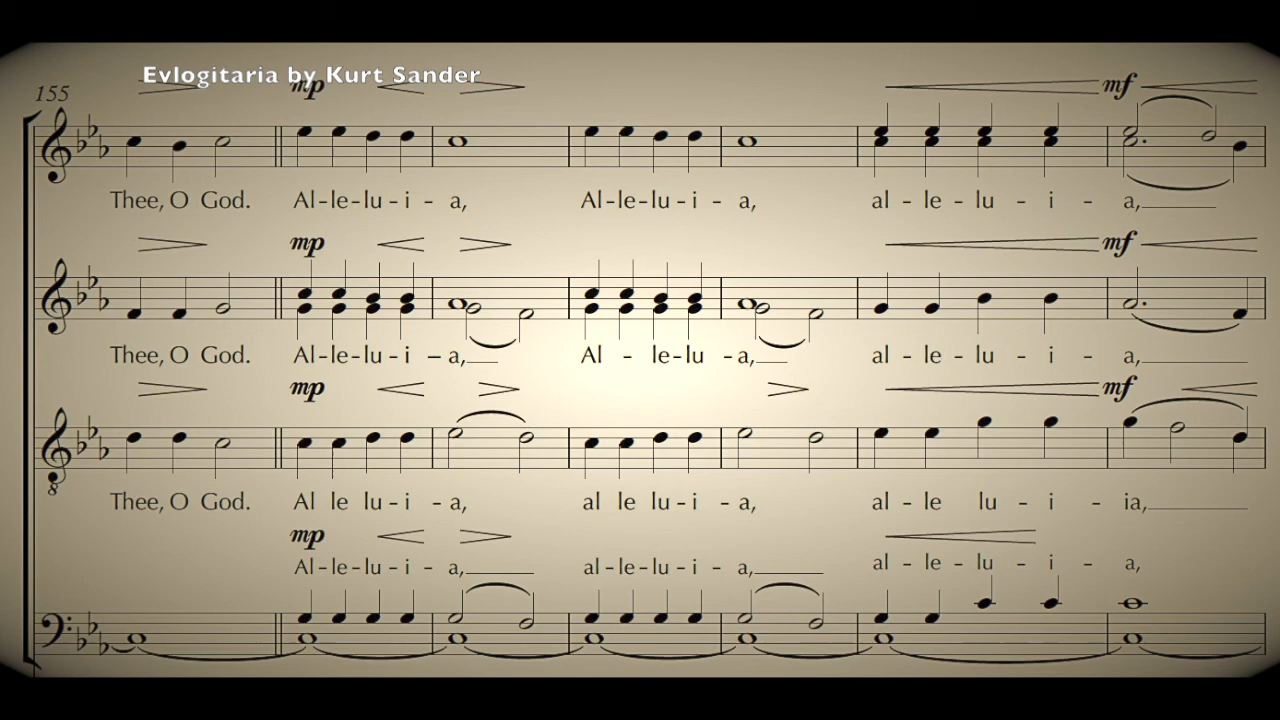 Evlogitaria by Kurt Sander
155
mp mf
Thee, O God. Al-le-lu-i-a, Al-le-lu-i-a, al-le-lu-i-a,
mp mf
Thee, O God. Al-le-lu-i-a, Al-le-lu-a, al-le-lu-i-a,
mp mf
8
Thee, O God. Al le lu-i-a, al le lu-i-a, al-le lu-i-ia,
mp
Al-le-lu-i-a, al-le-lu-i-a, al-le-lu-i-a,